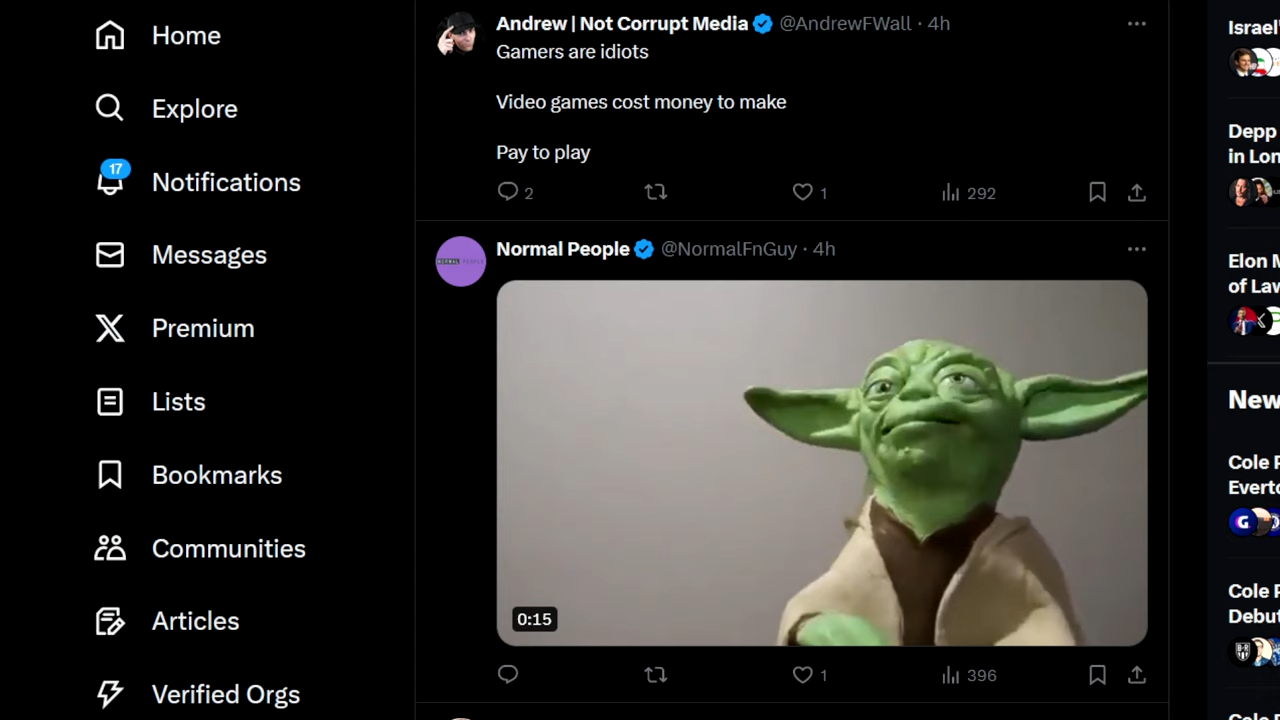 Home
Explore
17
Notifications
Messages
Premium
Lists
Bookmarks
Communities
Articles
Verified Orgs
Andrew | Not Corrupt Media @AndrewFWall · 4h
Gamers are idiots
Video games cost money to make
Pay to play
2 1 292
Normal People @NormalFnGuy · 4h
NORMAL PEOPLE
0:15
1 396
Israel'
Depp
in Lon
Elon M
of Law
New
Cole P
Everto
G
Cole P
Debut
B·R